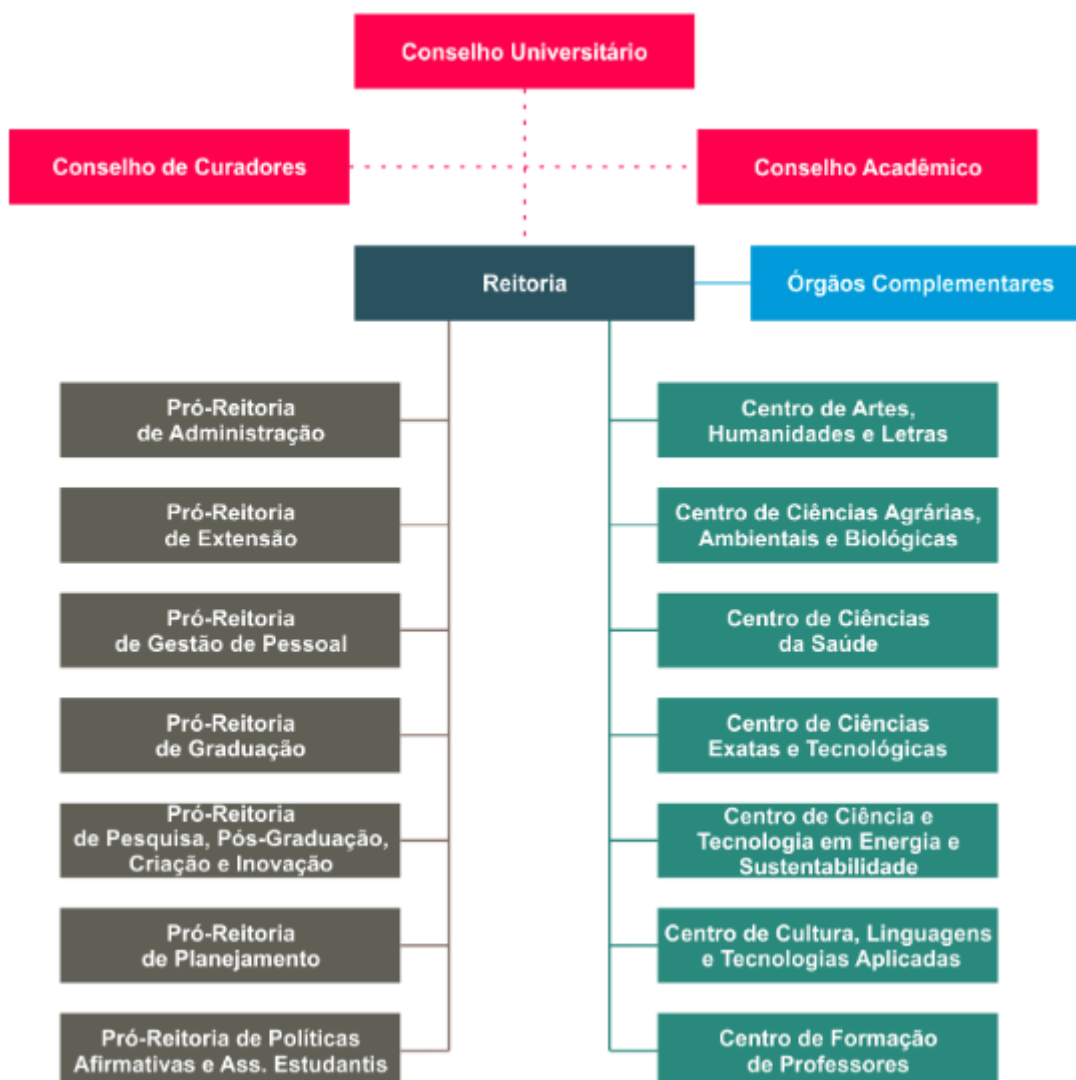 Conselho Universitário
Conselho de Curadores
Conselho Acadêmico
Reitoria
Órgãos Complementares
Pró-Reitoria
de Administração
Centro de Artes,
Humanidades e Letras
Pró-Reitoria
de Extensão
Centro de Ciências Agrárias,
Ambientais e Biológicas
Pró-Reitoria
de Gestão de Pessoal
Centro de Ciências
da Saúde
Pró-Reitoria
de Graduação
Centro de Ciências
Exatas e Tecnológicas
Pró-Reitoria
de Pesquisa, Pós-Graduação,
Criação e Inovação
Centro de Ciência e
Tecnologia em Energia e
Sustentabilidade
Pró-Reitoria
de Planejamento
Centro de Cultura, Linguagens
e Tecnologias Aplicadas
Pró-Reitoria de Políticas
Afirmativas e Ass. Estudantis
Centro de Formação
de Professores